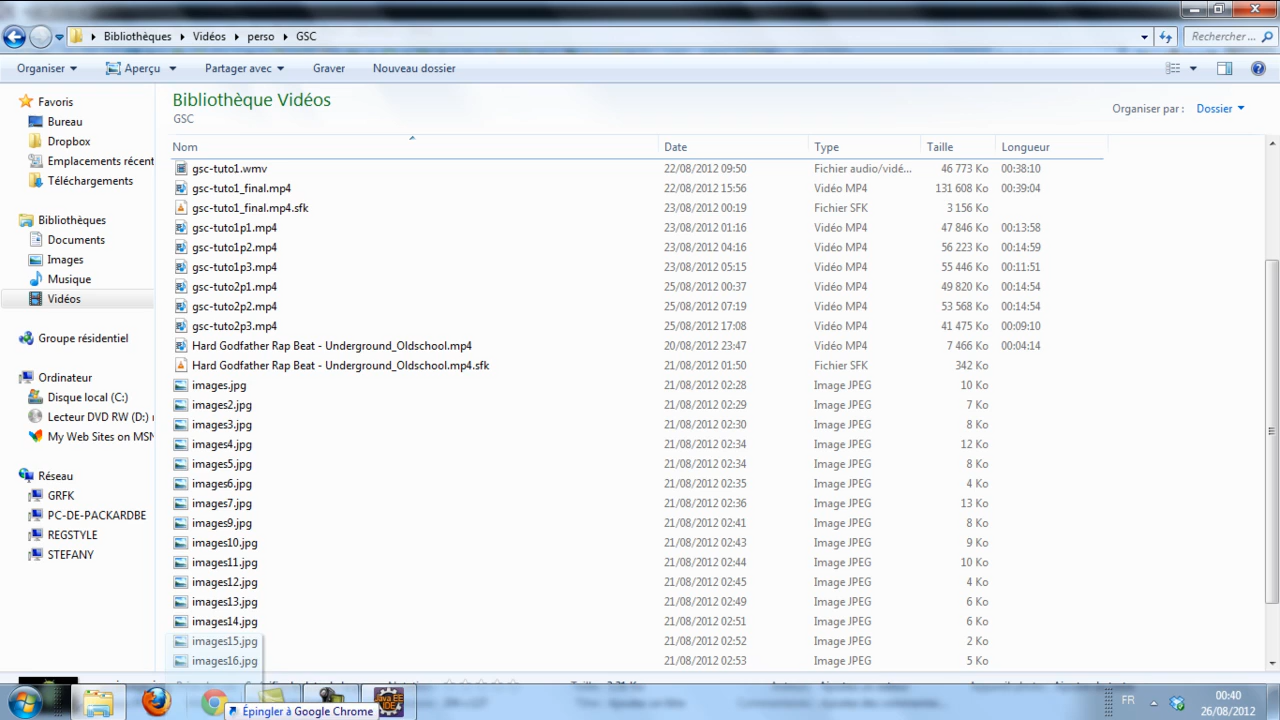 Bibliothèques Vidéos perso GSC Rechercher ...
Organiser Aperçu Partager avec Graver Nouveau dossier
Favoris
Bureau
Dropbox
Emplacements récent
Téléchargements
Bibliothèques
Documents
Images
Musique
Vidéos
Groupe résidentiel
Ordinateur
Disque local (C:)
Lecteur DVD RW (D:)
My Web Sites on MSN
Réseau
GRFK
PC-DE-PACKARDBE
REGSTYLE
STEFANY
Bibliothèque Vidéos
GSC
Organiser par : Dossier
Nom Date Type Taille Longueur
gsc-tuto1.wmv 22/08/2012 09:50 Fichier audio/vidé... 46 773 Ko 00:38:10
gsc-tuto1_final.mp4 22/08/2012 15:56 Vidéo MP4 131 608 Ko 00:39:04
gsc-tuto1_final.mp4.sfk 23/08/2012 00:19 Fichier SFK 3 156 Ko
gsc-tuto1p1.mp4 23/08/2012 01:16 Vidéo MP4 47 846 Ko 00:13:58
gsc-tuto1p2.mp4 23/08/2012 04:16 Vidéo MP4 56 223 Ko 00:14:59
gsc-tuto1p3.mp4 23/08/2012 05:15 Vidéo MP4 55 446 Ko 00:11:51
gsc-tuto2p1.mp4 25/08/2012 00:37 Vidéo MP4 49 820 Ko 00:14:54
gsc-tuto2p2.mp4 25/08/2012 07:19 Vidéo MP4 53 568 Ko 00:14:54
gsc-tuto2p3.mp4 25/08/2012 17:08 Vidéo MP4 41 475 Ko 00:09:10
Hard Godfather Rap Beat - Underground_Oldschool.mp4 20/08/2012 23:47 Vidéo MP4 7 466 Ko 00:04:14
Hard Godfather Rap Beat - Underground_Oldschool.mp4.sfk 21/08/2012 01:50 Fichier SFK 342 Ko
images.jpg 21/08/2012 02:28 Image JPEG 10 Ko
images2.jpg 21/08/2012 02:29 Image JPEG 7 Ko
images3.jpg 21/08/2012 02:30 Image JPEG 8 Ko
images4.jpg 21/08/2012 02:34 Image JPEG 12 Ko
images5.jpg 21/08/2012 02:34 Image JPEG 8 Ko
images6.jpg 21/08/2012 02:35 Image JPEG 4 Ko
images7.jpg 21/08/2012 02:36 Image JPEG 13 Ko
images9.jpg 21/08/2012 02:41 Image JPEG 8 Ko
images10.jpg 21/08/2012 02:43 Image JPEG 9 Ko
images11.jpg 21/08/2012 02:44 Image JPEG 10 Ko
images12.jpg 21/08/2012 02:45 Image JPEG 4 Ko
images13.jpg 21/08/2012 02:49 Image JPEG 6 Ko
images14.jpg 21/08/2012 02:51 Image JPEG 6 Ko
images15.jpg 21/08/2012 02:52 Image JPEG 2 Ko
images16.jpg 21/08/2012 02:53 Image JPEG 5 Ko
Épingler à Google Chrome
JAVA EE IDE
FR
00:40
26/08/2012